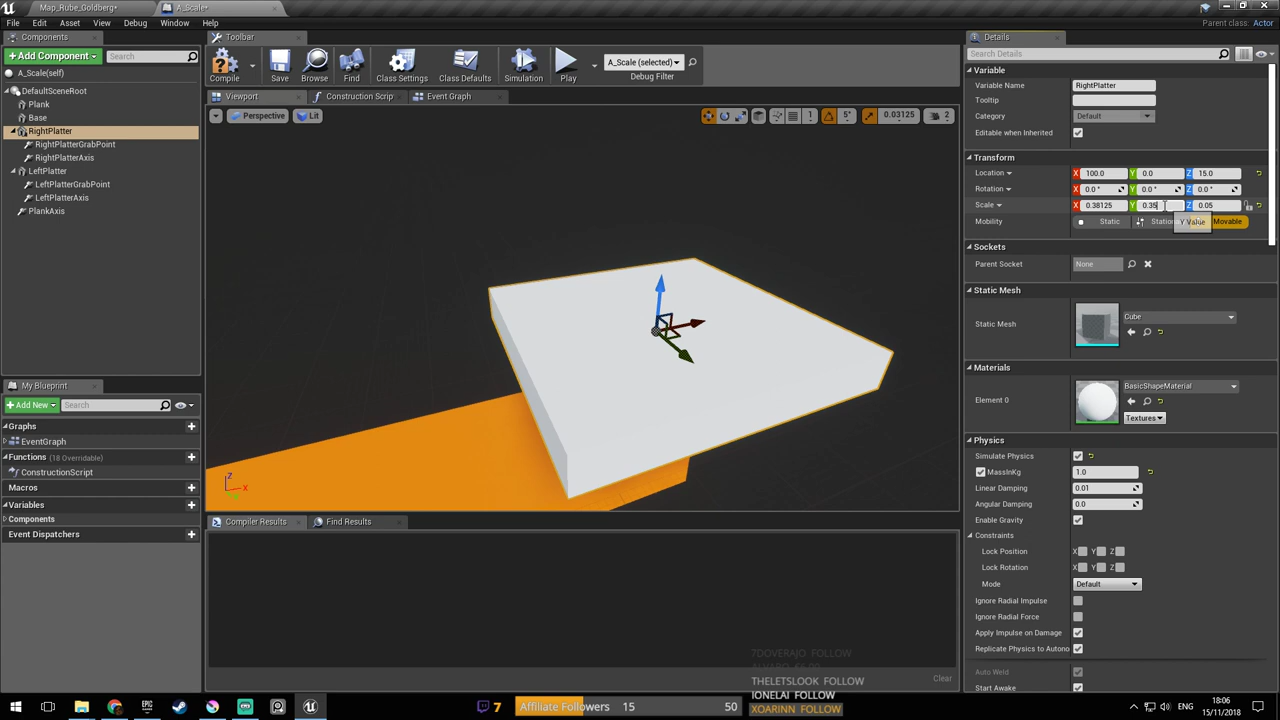 Map_Rube_Goldberg*
A_Scale*
File Edit Asset View Debug Window Help
Parent class: Actor
Components
Toolbar
Details
Add Component
Search
A_Scale(self)
DefaultSceneRoot
Plank
Base
RightPlatter
RightPlatterGrabPoint
RightPlatterAxis
LeftPlatter
LeftPlatterGrabPoint
LeftPlatterAxis
PlankAxis
Compile
Save
Browse
Find
Class Settings
Class Defaults
Simulation
Play
A_Scale (selected)
Debug Filter
Viewport
Construction Scrip
Event Graph
Perspective
Lit
1
5°
0.03125
2
Z
X
Search Details
Variable
Variable Name RightPlatter
Tooltip
Category Default
Editable when Inherited
Transform
Location X 100.0 Y 0.0 Z 15.0
Rotation X 0.0 ° Y 0.0 ° Z 0.0 °
Scale X 0.38125 Y 0.35 Z 0.05
Mobility Static Station Movable
Y Value
Sockets
Parent Socket None
Static Mesh
Static Mesh Cube
Materials
Element 0 BasicShapeMaterial
Textures
Physics
Simulate Physics
MassInKg 1.0
Linear Damping 0.01
Angular Damping 0.0
Enable Gravity
Constraints
Lock Position X Y Z
Lock Rotation X Y Z
Mode Default
Ignore Radial Impulse
Ignore Radial Force
Apply Impulse on Damage
Replicate Physics to Autono
Auto Weld
Start Awake
My Blueprint
Add New
Search
Graphs
EventGraph
Functions (18 Overridable)
ConstructionScript
Macros
Variables
Components
Event Dispatchers
Compiler Results
Find Results
Clear
7DOVERAJO FOLLOW
THELETSLOOK FOLLOW
IONELAI FOLLOW
XOARINN FOLLOW
7
Affiliate Followers 15 50
ENG
18:06
15/11/2018